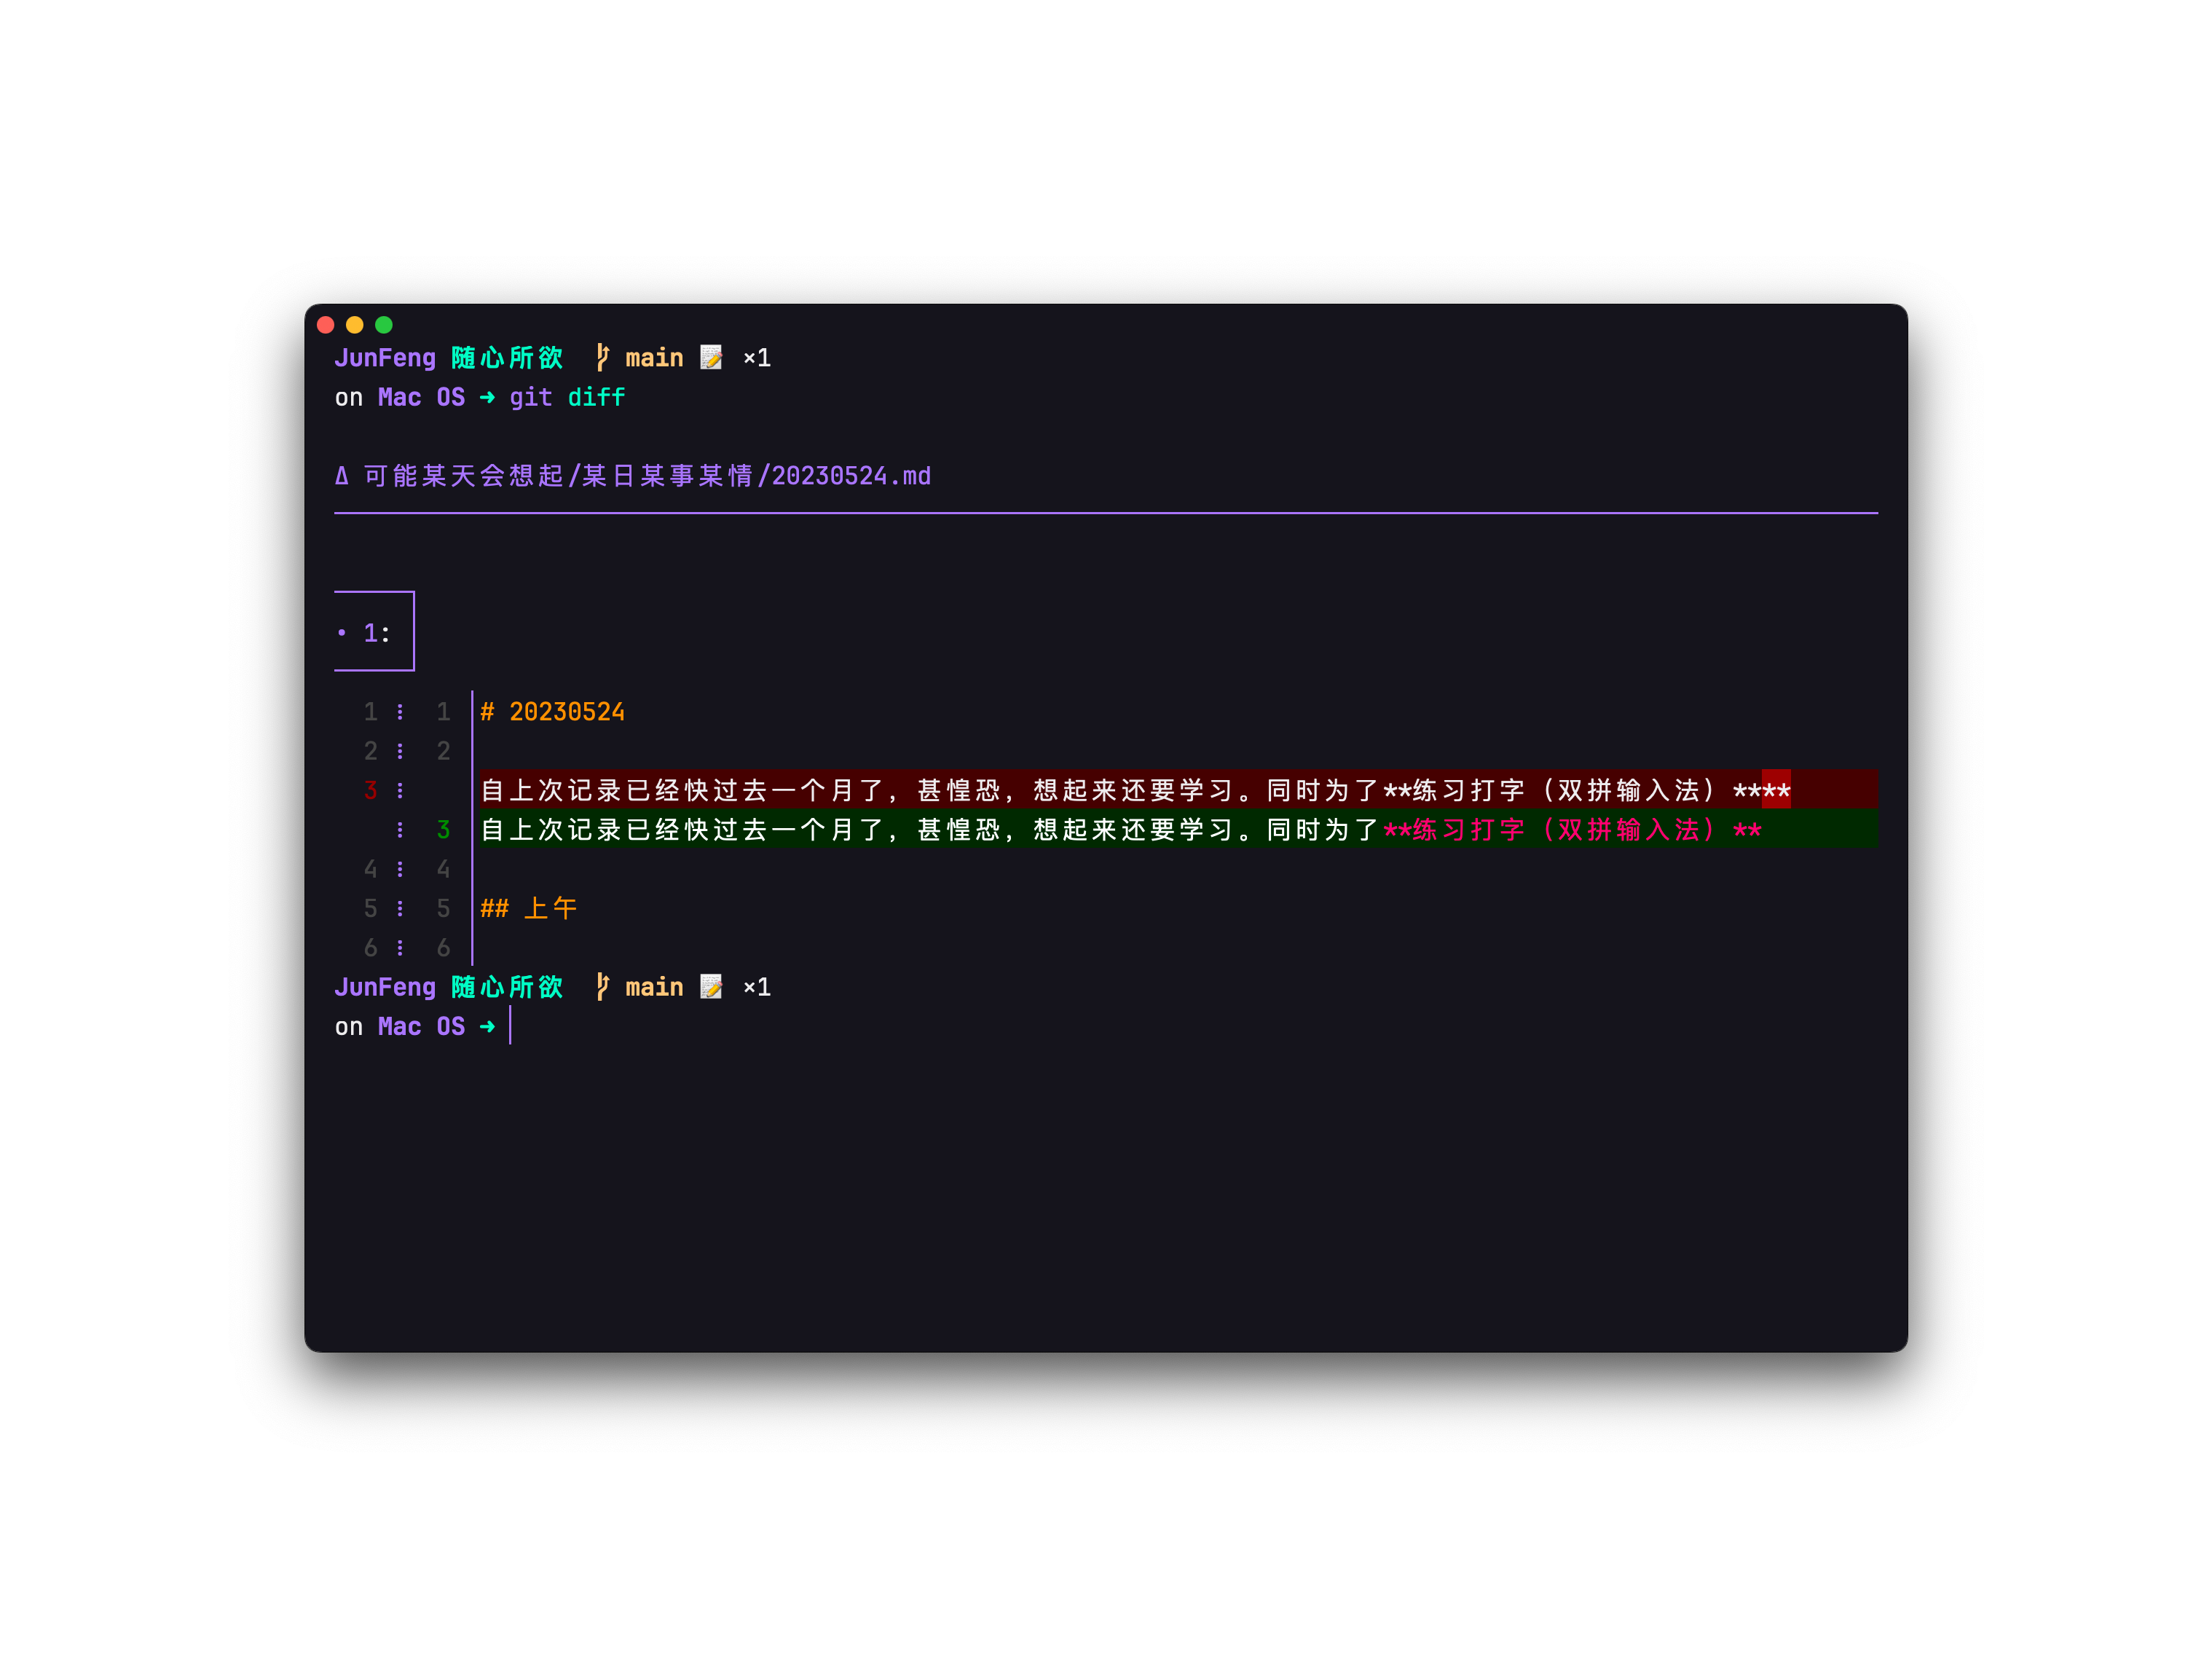 JunFeng 随心所欲 main 📝 ×1
on Mac OS ➜ git diff
Δ 可能某天会想起/某日某事某情/20230524.md
• 1:
1 ⋮ 1 │# 20230524
2 ⋮ 2 │
3 ⋮ │自上次记录已经快过去一个月了，甚惶恐，想起来还要学习。同时为了**练习打字（双拼输入法）****
⋮ 3 │自上次记录已经快过去一个月了，甚惶恐，想起来还要学习。同时为了**练习打字（双拼输入法）**
4 ⋮ 4 │
5 ⋮ 5 │## 上午
6 ⋮ 6 │
JunFeng 随心所欲 main 📝 ×1
on Mac OS ➜